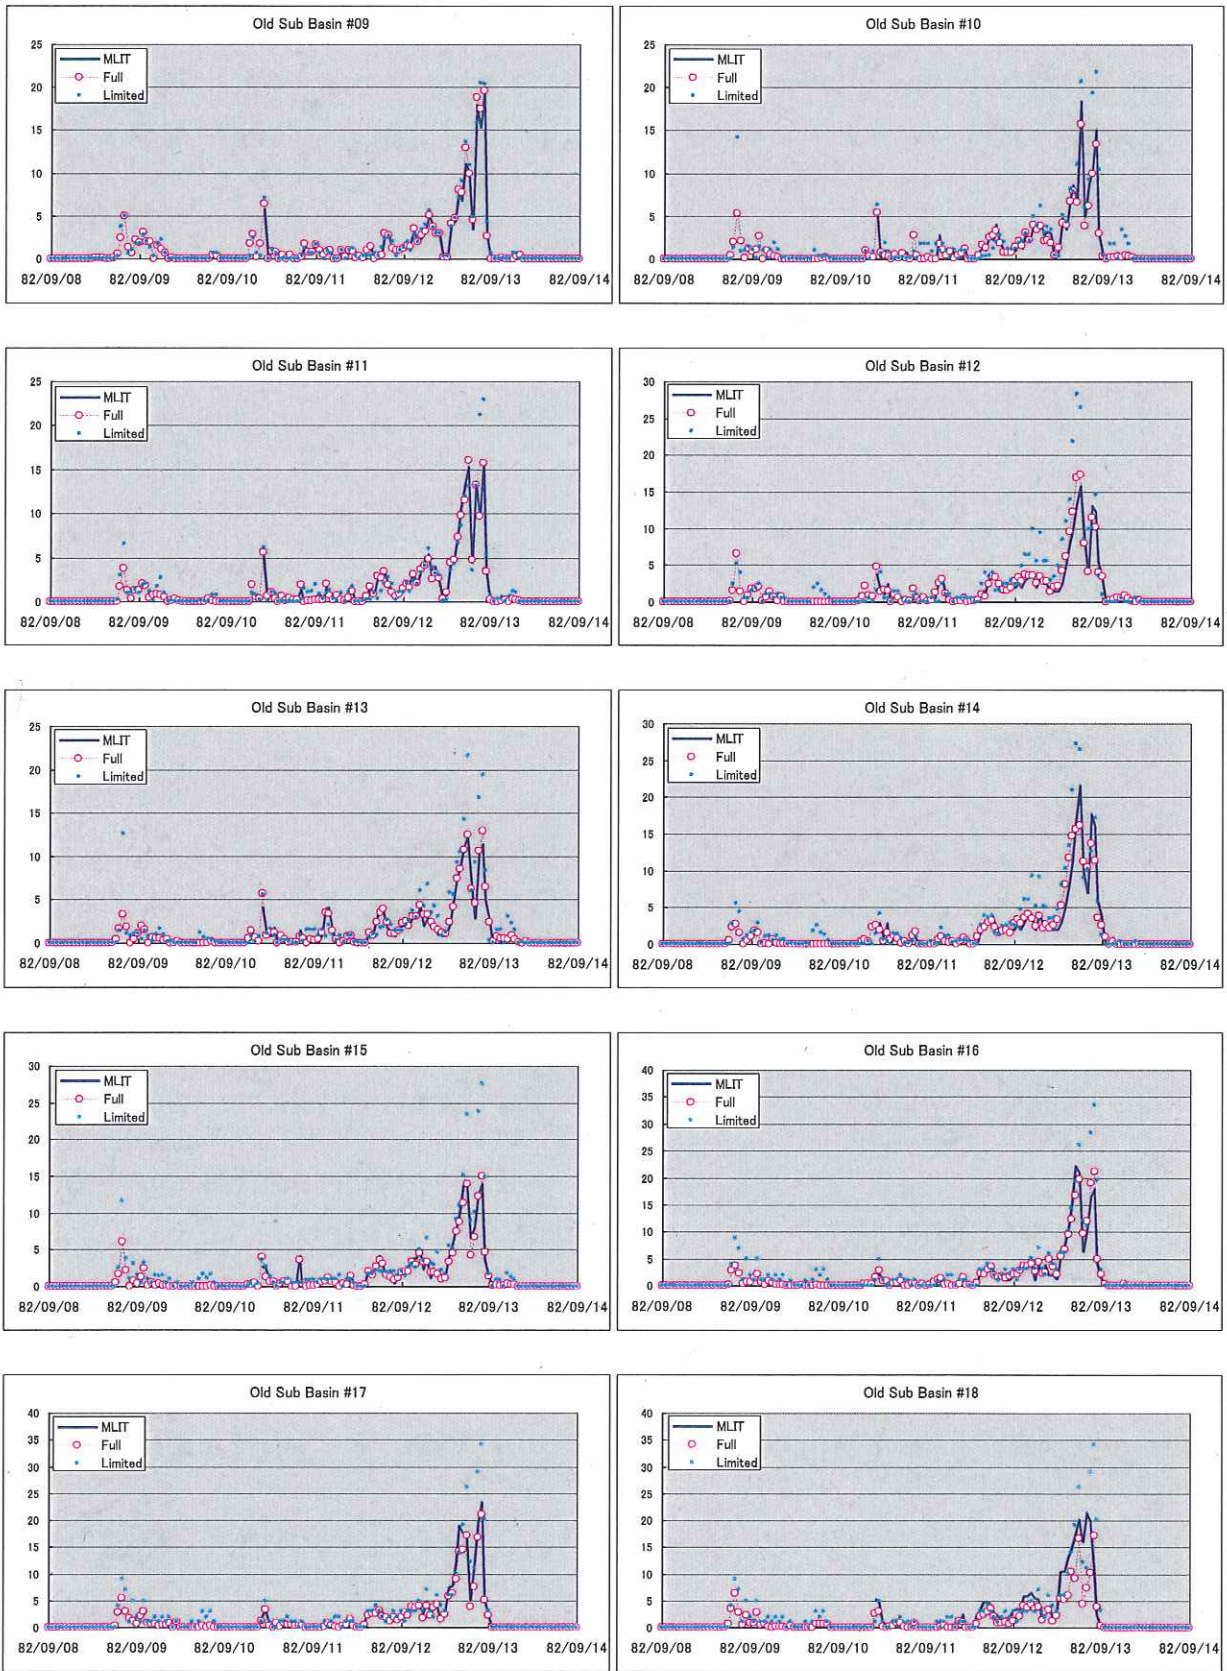 Old Sub Basin #09
25
20
15
10
5
0
MLIT
Full
Limited
82/09/08 82/09/09 82/09/10 82/09/11 82/09/12 82/09/13 82/09/14
Old Sub Basin #10
25
20
15
10
5
0
MLIT
Full
Limited
82/09/08 82/09/09 82/09/10 82/09/11 82/09/12 82/09/13 82/09/14
Old Sub Basin #11
25
20
15
10
5
0
MLIT
Full
Limited
82/09/08 82/09/09 82/09/10 82/09/11 82/09/12 82/09/13 82/09/14
Old Sub Basin #12
30
25
20
15
10
5
0
MLIT
Full
Limited
82/09/08 82/09/09 82/09/10 82/09/11 82/09/12 82/09/13 82/09/14
Old Sub Basin #13
25
20
15
10
5
0
MLIT
Full
Limited
82/09/08 82/09/09 82/09/10 82/09/11 82/09/12 82/09/13 82/09/14
Old Sub Basin #14
30
25
20
15
10
5
0
MLIT
Full
Limited
82/09/08 82/09/09 82/09/10 82/09/11 82/09/12 82/09/13 82/09/14
Old Sub Basin #15
30
25
20
15
10
5
0
MLIT
Full
Limited
82/09/08 82/09/09 82/09/10 82/09/11 82/09/12 82/09/13 82/09/14
Old Sub Basin #16
40
35
30
25
20
15
10
5
0
MLIT
Full
Limited
82/09/08 82/09/09 82/09/10 82/09/11 82/09/12 82/09/13 82/09/14
Old Sub Basin #17
40
35
30
25
20
15
10
5
0
MLIT
Full
Limited
82/09/08 82/09/09 82/09/10 82/09/11 82/09/12 82/09/13 82/09/14
Old Sub Basin #18
40
35
30
25
20
15
10
5
0
MLIT
Full
Limited
82/09/08 82/09/09 82/09/10 82/09/11 82/09/12 82/09/13 82/09/14